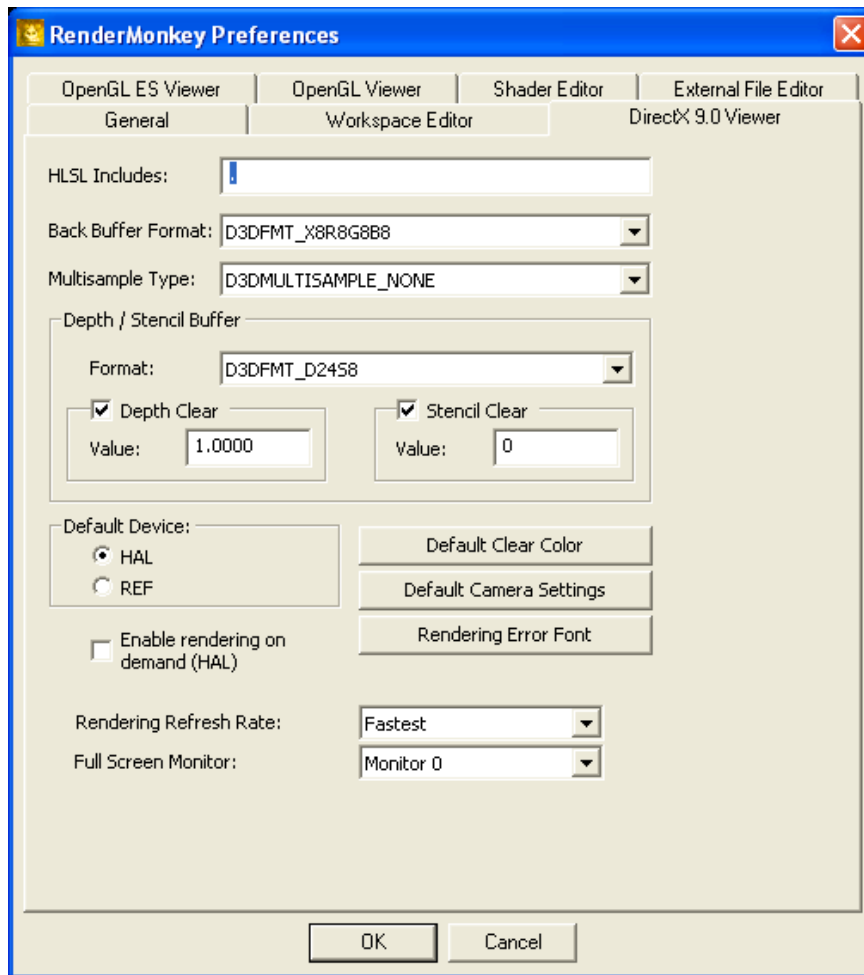 RenderMonkey Preferences
OpenGL ES Viewer OpenGL Viewer Shader Editor External File Editor
General Workspace Editor DirectX 9.0 Viewer
HLSL Includes: .
Back Buffer Format: D3DFMT_X8R8G8B8
Multisample Type: D3DMULTISAMPLE_NONE
Depth / Stencil Buffer
Format: D3DFMT_D24S8
Depth Clear Stencil Clear
Value: 1.0000 Value: 0
Default Device:
HAL
REF
Default Clear Color
Default Camera Settings
Rendering Error Font
Enable rendering on
demand (HAL)
Rendering Refresh Rate: Fastest
Full Screen Monitor: Monitor 0
OK Cancel